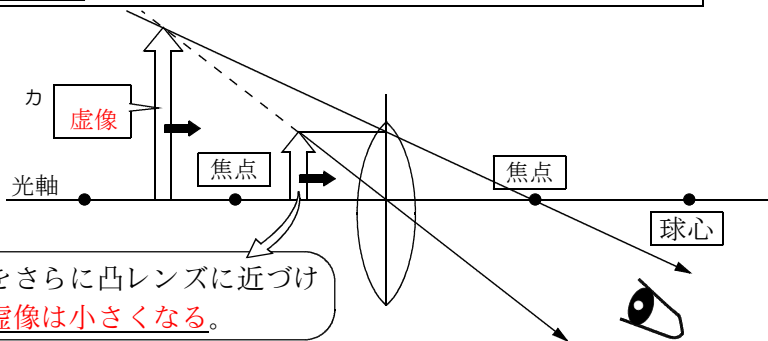 カ
虚像
焦点
焦点
光軸
球心
をさらに凸レンズに近づけ
虚像は小さくなる。